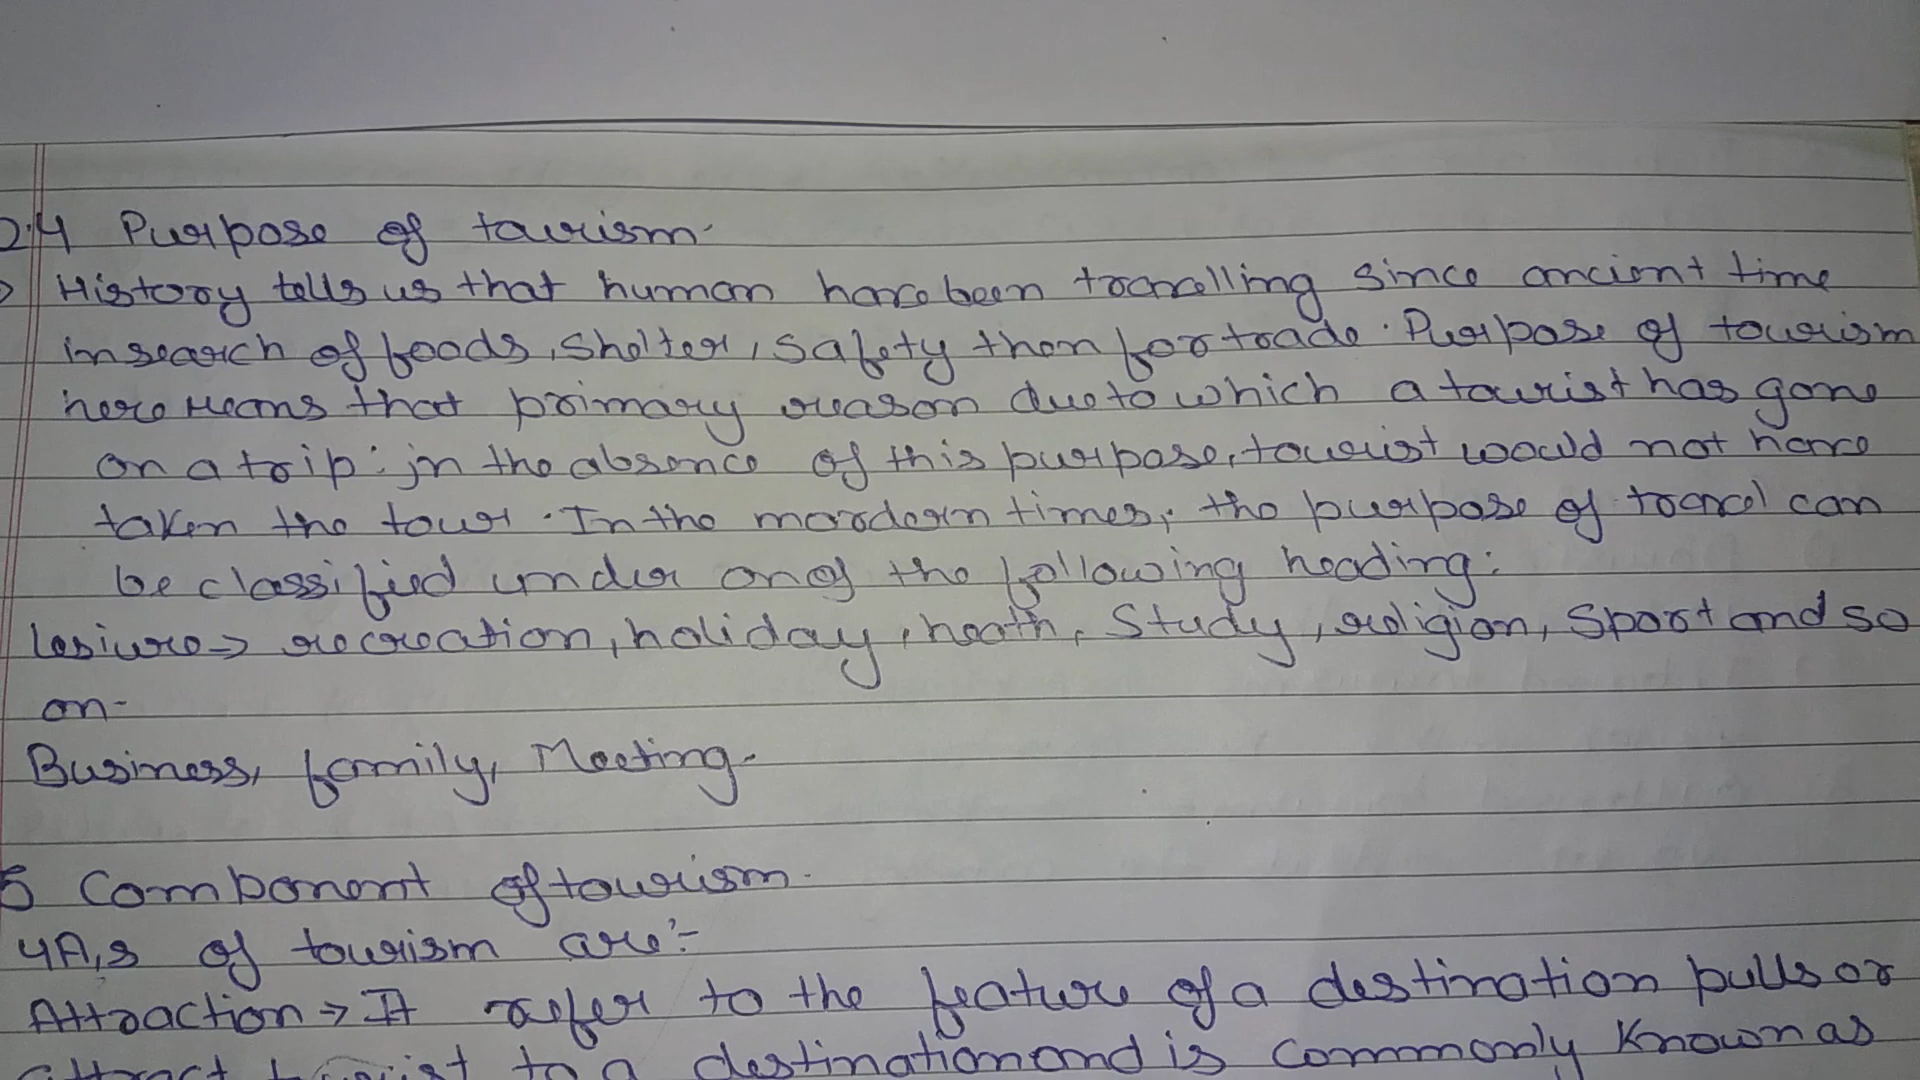 2.4 Purpose of tourism.
History tells us that human have been travelling since ancient time
in search of foods, shelter, safety then for trade. Purpose of tourism
here means that primary reason due to which a tourist has gone
on a trip. in the absence of this purpose, tourist would not have
taken the tour. In the mordern times, the purpose of travel can
be classified under on of the following heading:
lesiure → recreation, holiday, heath, Study, religion, Sport and so
on-
Business, family, Meeting-
5 Component of tourism.
4A,s of tourism are:-
Attraction → It refer to the feature of a destination pulls or
attract tourist to a destination and is commonly Known as